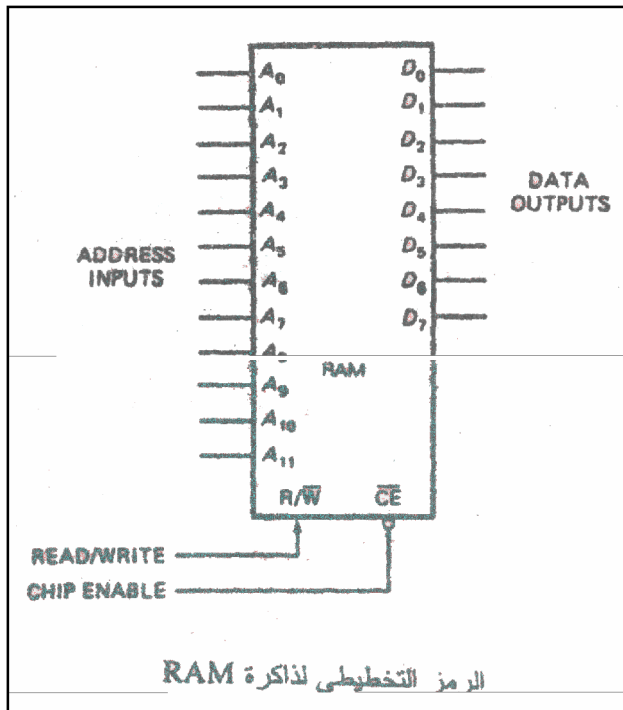 A0
A1
A2
A3
A4
A5
A6
A7
A9
A10
A11
ADDRESS
INPUTS
D0
D1
D2
D3
D4
D5
D6
D7
DATA
OUTPUTS
RAM
R/W̅
C̅E̅
READ/WRITE
CHIP ENABLE
الرمز التخطيطى لذاكرة RAM